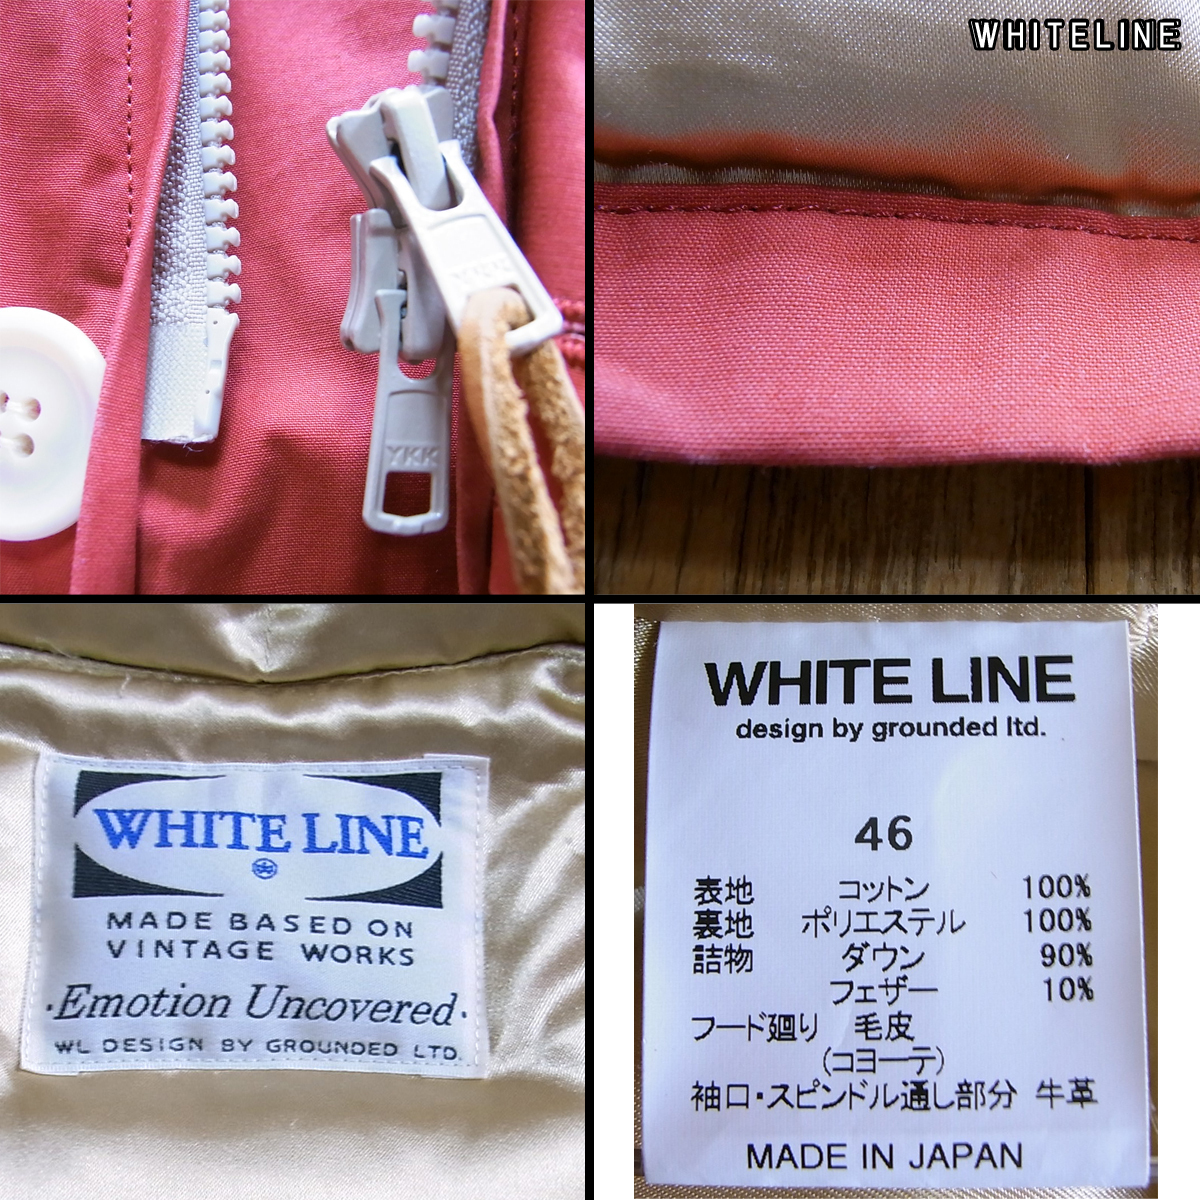 WHITELINE
YKK
YKK
WHITE LINE
MADE BASED ON
VINTAGE WORKS
·Emotion Uncovered·
WL DESIGN BY GROUNDED LTD.
WHITE LINE
design by grounded ltd.
46
表地 コットン 100%
裏地 ポリエステル 100%
詰物 ダウン 90%
フェザー 10%
フード廻り 毛皮
(コヨーテ)
袖口・スピンドル通し部分 牛革
MADE IN JAPAN